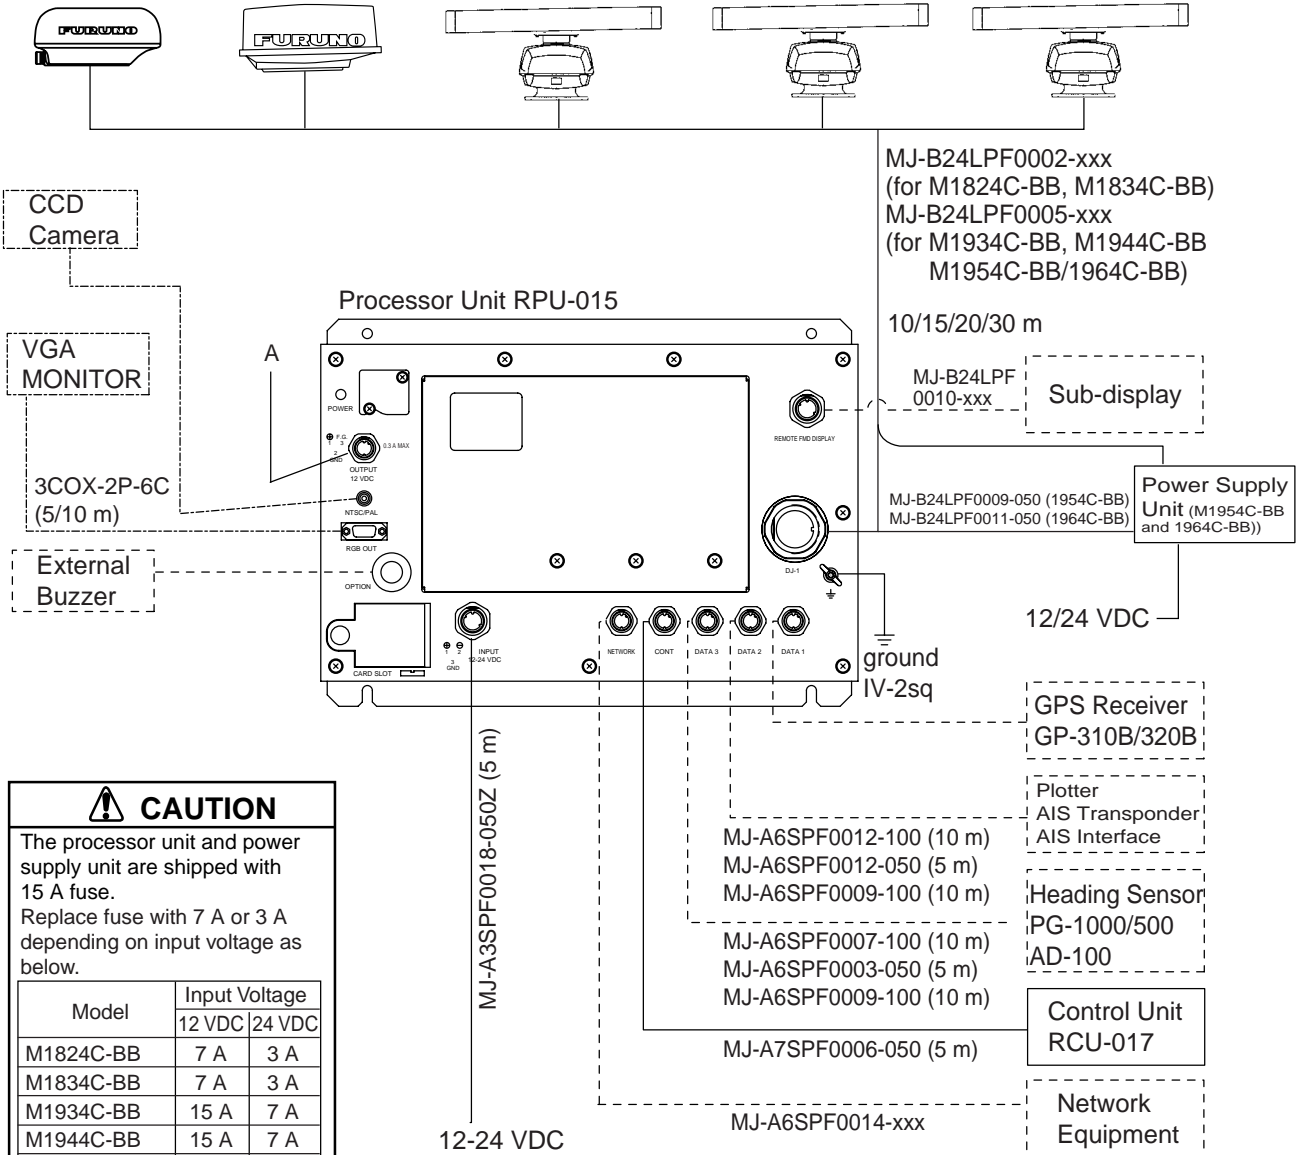 FURUNO
FURUNO
MJ-B24LPF0002-xxx
(for M1824C-BB, M1834C-BB)
MJ-B24LPF0005-xxx
(for M1934C-BB, M1944C-BB
M1954C-BB/1964C-BB)
10/15/20/30 m
CCD
Camera
Processor Unit RPU-015
VGA
MONITOR
A
MJ-B24LPF
0010-xxx
Sub-display
POWER
REMOTE FMD DISPLAY
F.G.
1 3
2
GND
0.3 A MAX
OUTPUT
12 VDC
3COX-2P-6C
(5/10 m)
NTSC/PAL
RGB OUT
MJ-B24LPF0009-050 (1954C-BB)
MJ-B24LPF0011-050 (1964C-BB)
Power Supply
Unit (M1954C-BB
and 1964C-BB))
External
Buzzer
OPTION
DJ-1
12/24 VDC
1 2
3
GND
INPUT
12-24 VDC
NETWORK
CONT
DATA 3
DATA 2
DATA 1
CARD SLOT
ground
IV-2sq
GPS Receiver
GP-310B/320B
MJ-A3SPF0018-050Z (5 m)
Plotter
AIS Transponder
AIS Interface
MJ-A6SPF0012-100 (10 m)
MJ-A6SPF0012-050 (5 m)
MJ-A6SPF0009-100 (10 m)
Heading Sensor
PG-1000/500
AD-100
MJ-A6SPF0007-100 (10 m)
MJ-A6SPF0003-050 (5 m)
MJ-A6SPF0009-100 (10 m)
Control Unit
RCU-017
MJ-A7SPF0006-050 (5 m)
Network
Equipment
MJ-A6SPF0014-xxx
12-24 VDC
CAUTION
The processor unit and power
supply unit are shipped with
15 A fuse.
Replace fuse with 7 A or 3 A
depending on input voltage as
below.
Model Input Voltage
12 VDC 24 VDC
M1824C-BB 7 A 3 A
M1834C-BB 7 A 3 A
M1934C-BB 15 A 7 A
M1944C-BB 15 A 7 A